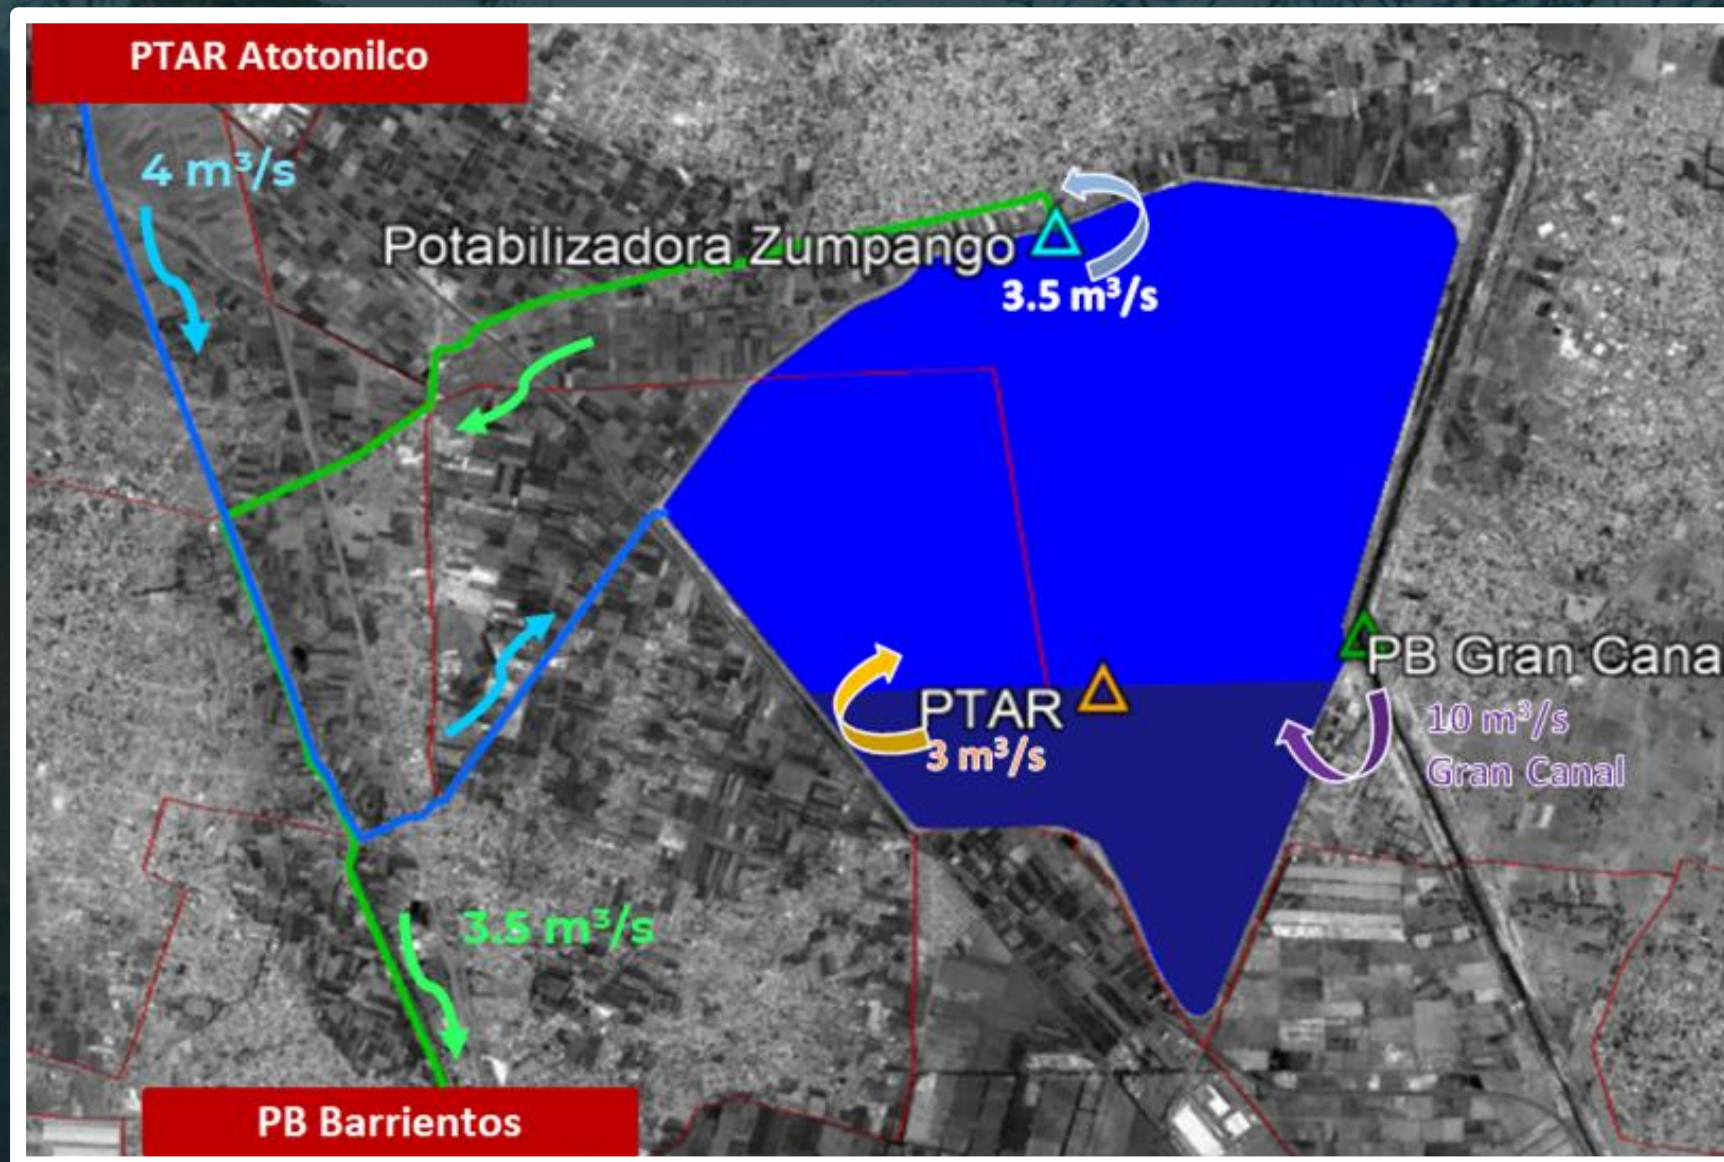 PTAR Atotonilco
4 m³/s
Potabilizadora Zumpango
3.5 m³/s
PB Gran Cana
PTAR
3 m³/s
10 m³/s
Gran Canal
3.5 m³/s
PB Barrientos